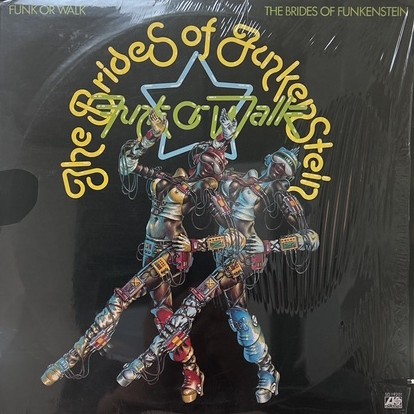 FUNK OR WALK
THE BRIDES OF FUNKENSTEIN
The Brides of Funkenstein
Funk Or Walk